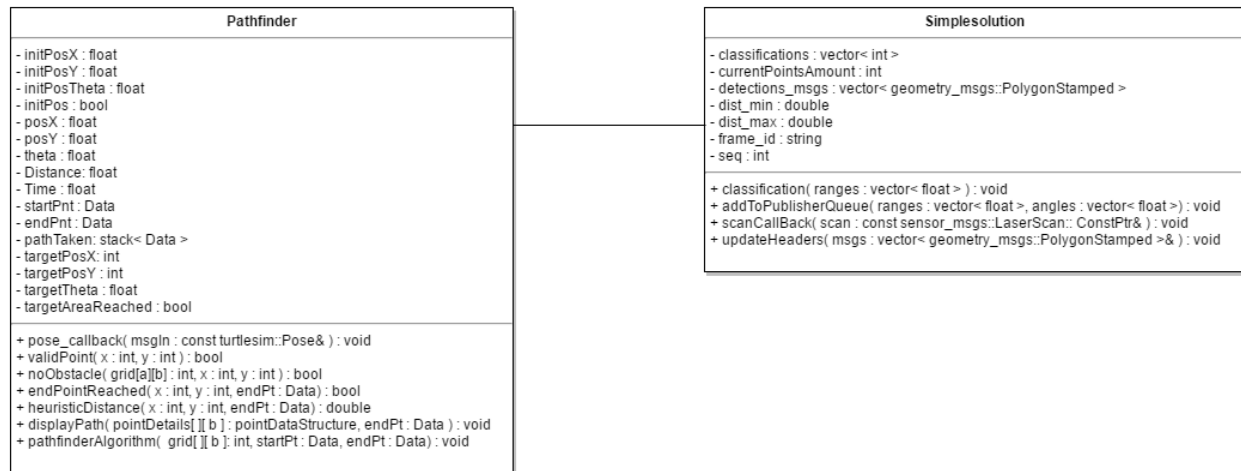 Pathfinder
- initPosX : float
- initPosY : float
- initPosTheta : float
- initPos : bool
- posX : float
- posY : float
- theta : float
- Distance: float
- Time : float
- startPnt : Data
- endPnt : Data
- pathTaken: stack< Data >
- targetPosX: int
- targetPosY : int
- targetTheta : float
- targetAreaReached : bool
+ pose_callback( msgIn : const turtlesim::Pose& ) : void
+ validPoint( x : int, y : int ) : bool
+ noObstacle( grid[a][b] : int, x : int, y : int ) : bool
+ endPointReached( x : int, y : int, endPt : Data) : bool
+ heuristicDistance( x : int, y : int, endPt : Data) : double
+ displayPath( pointDetails[ ][ b ] : pointDataStructure, endPt : Data ) : void
+ pathfinderAlgorithm(  grid[ ][ b ]: int, startPt : Data, endPt : Data) : void
Simplesolution
- classifications : vector< int >
- currentPointsAmount : int
- detections_msgs : vector< geometry_msgs::PolygonStamped >
- dist_min : double
- dist_max : double
- frame_id : string
- seq : int
+ classification( ranges : vector< float > ) : void
+ addToPublisherQueue( ranges : vector< float >, angles : vector< float >) : void
+ scanCallBack( scan : const sensor_msgs::LaserScan:: ConstPtr& ) : void
+ updateHeaders( msgs : vector< geometry_msgs::PolygonStamped >& ) : void